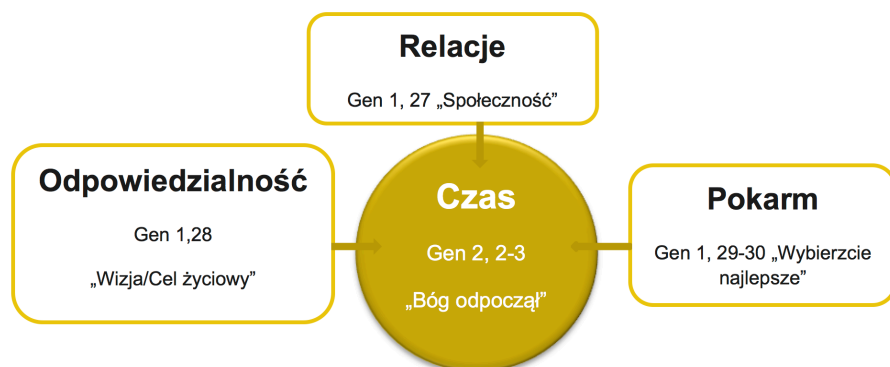 Relacje
Gen 1, 27 „Społeczność”
Odpowiedzialność
Gen 1,28
„Wizja/Cel życiowy”
Czas
Gen 2, 2-3
„Bóg odpoczął”
Pokarm
Gen 1, 29-30 „Wybierzcie
najlepsze”